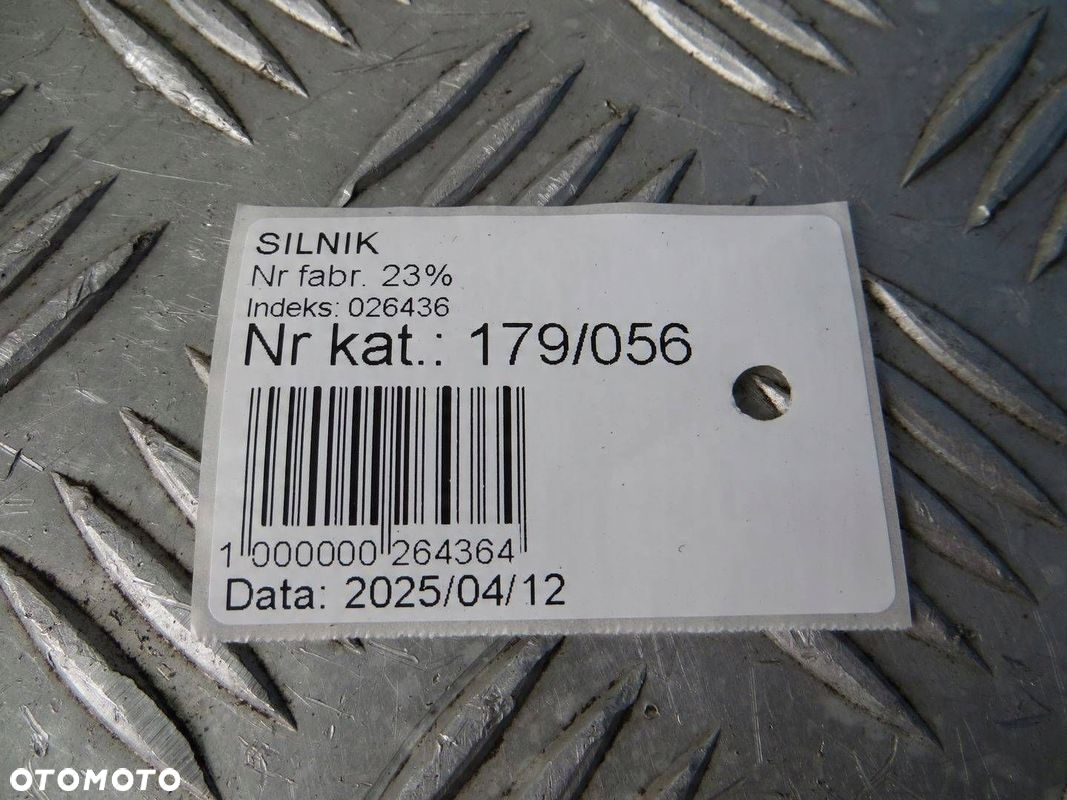 SILNIK
Nr fabr. 23%
Indeks: 026436
Nr kat.: 179/056
1 000000 264364
Data: 2025/04/12
OTOMOTO